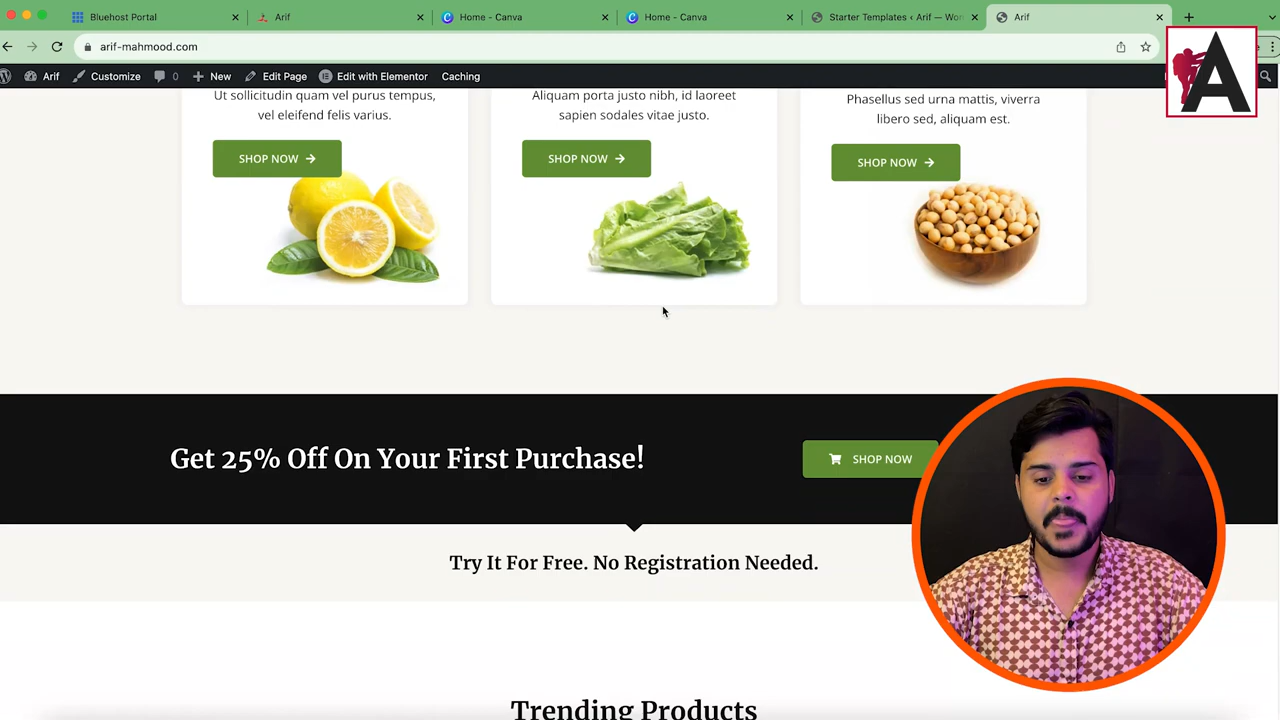 Bluehost Portal
Arif
Home - Canva
Home - Canva
Starter Templates ‹ Arif — Wor
Arif
arif-mahmood.com
Arif
Customize
0
New
Edit Page
Edit with Elementor
Caching
A
Ut sollicitudin quam vel purus tempus,
vel eleifend felis varius.
SHOP NOW
Aliquam porta justo nibh, id laoreet
sapien sodales vitae justo.
SHOP NOW
Phasellus sed urna mattis, viverra
libero sed, aliquam est.
SHOP NOW
Get 25% Off On Your First Purchase!
SHOP NOW
Try It For Free. No Registration Needed.
Trending Products